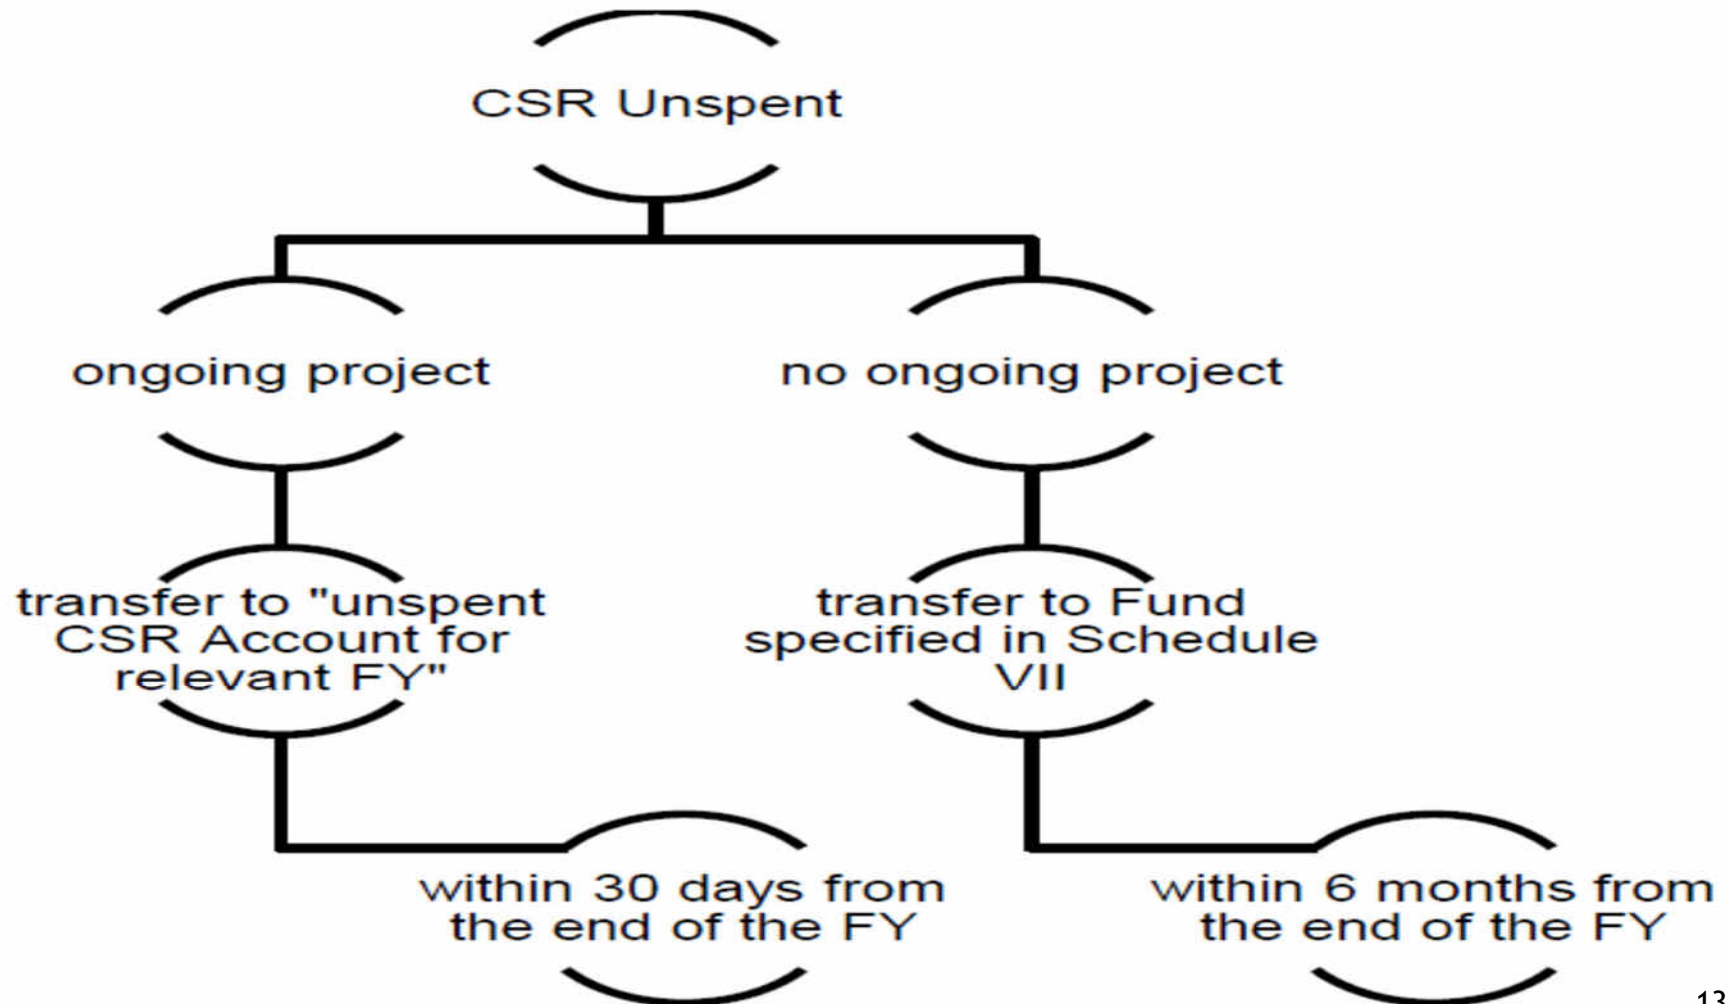 CSR Unspent
ongoing project
no ongoing project
transfer to "unspent
CSR Account for
relevant FY"
transfer to Fund
specified in Schedule
VII
within 30 days from
the end of the FY
within 6 months from
the end of the FY
13